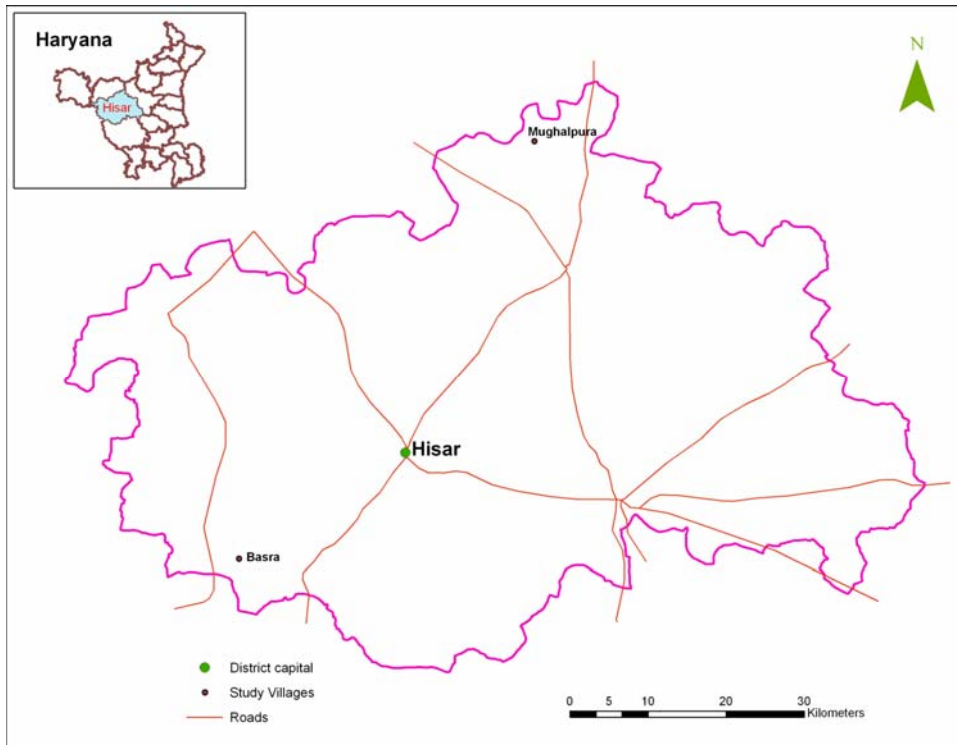 Haryana
Hisar
N
Mughalpura
Hisar
Basra
District capital
Study Villages
Roads
0 5 10 20 30
Kilometers